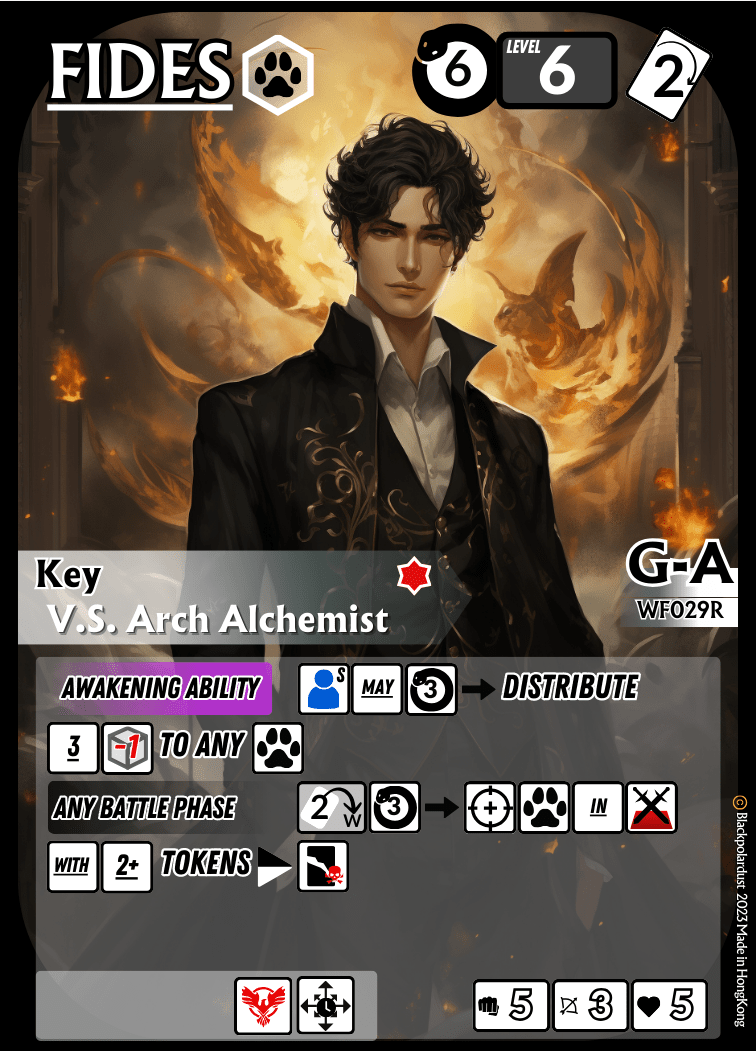 FIDES
6
LEVEL
6
2
Key
V.S. Arch Alchemist
G-A
WF029R
AWAKENING ABILITY S MAY 3 DISTRIBUTE
3 -1 TO ANY
ANY BATTLE PHASE 2 W 3 IN
WITH 2+ TOKENS
5 3 5
© Blackpolardust 2023 Made in HongKong